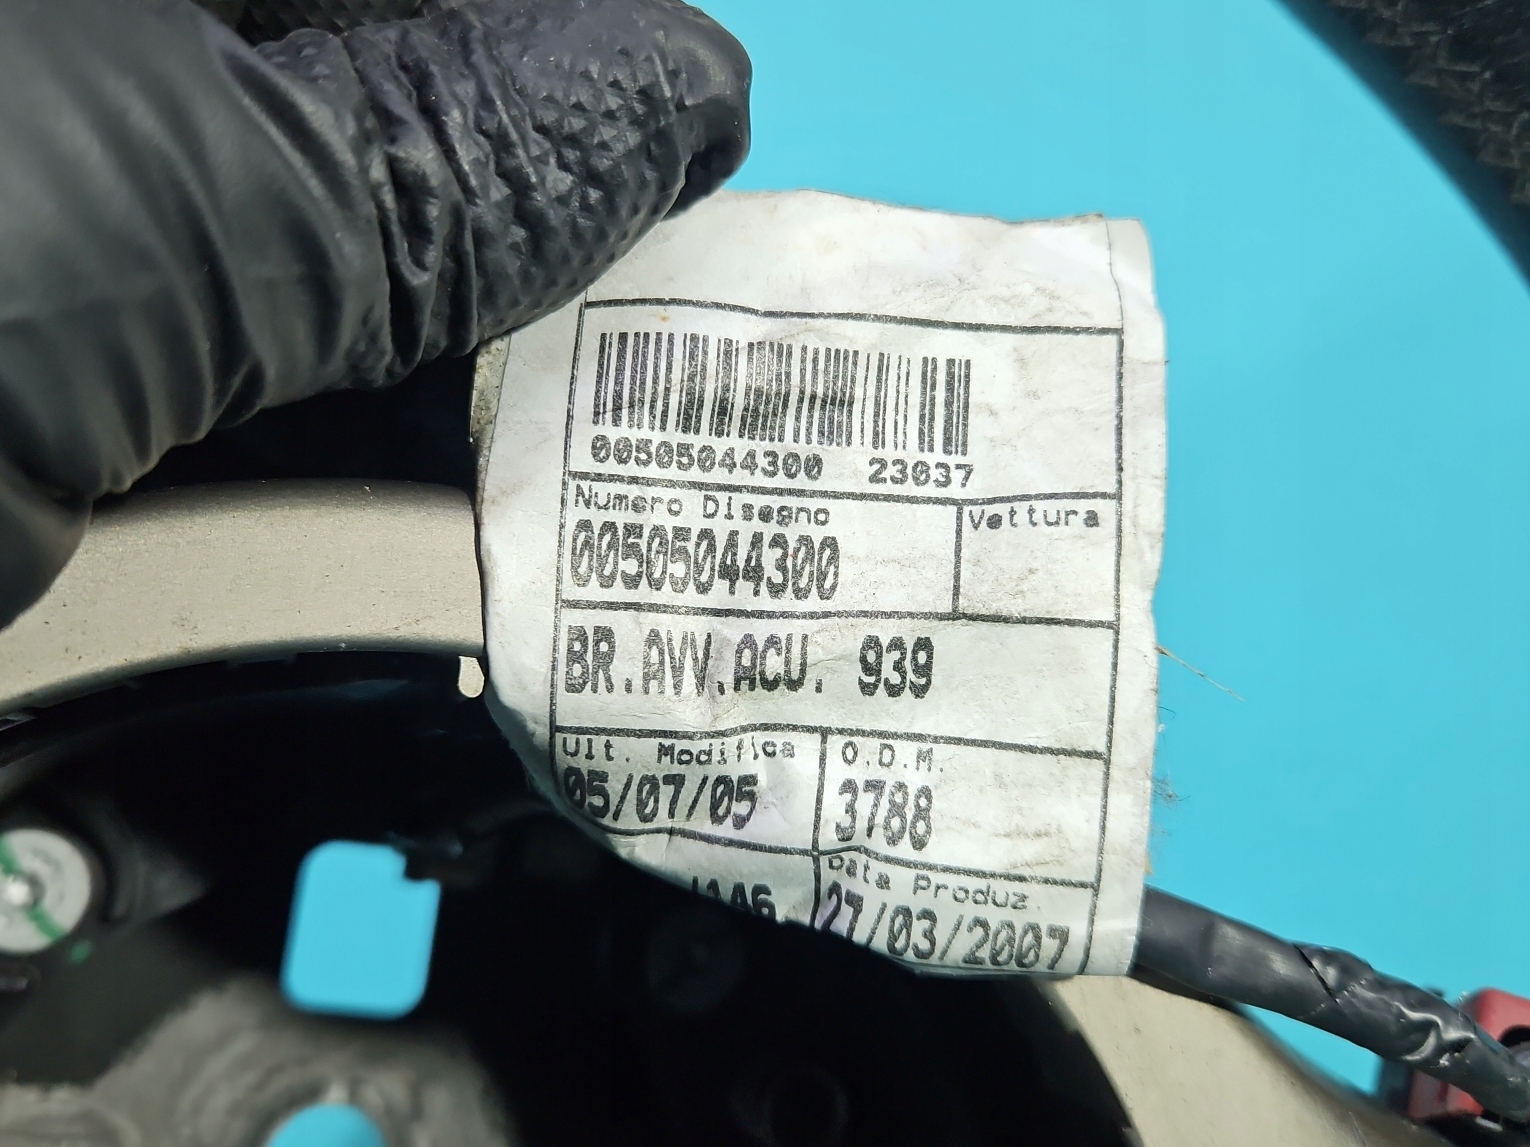 00505044300 23037
Numero Disegno
Vettura
00505044300
BR.AVV.ACU. 939
Ult. Modifica
O.D.M.
05/07/05
3788
Data Produz.
27/03/2007